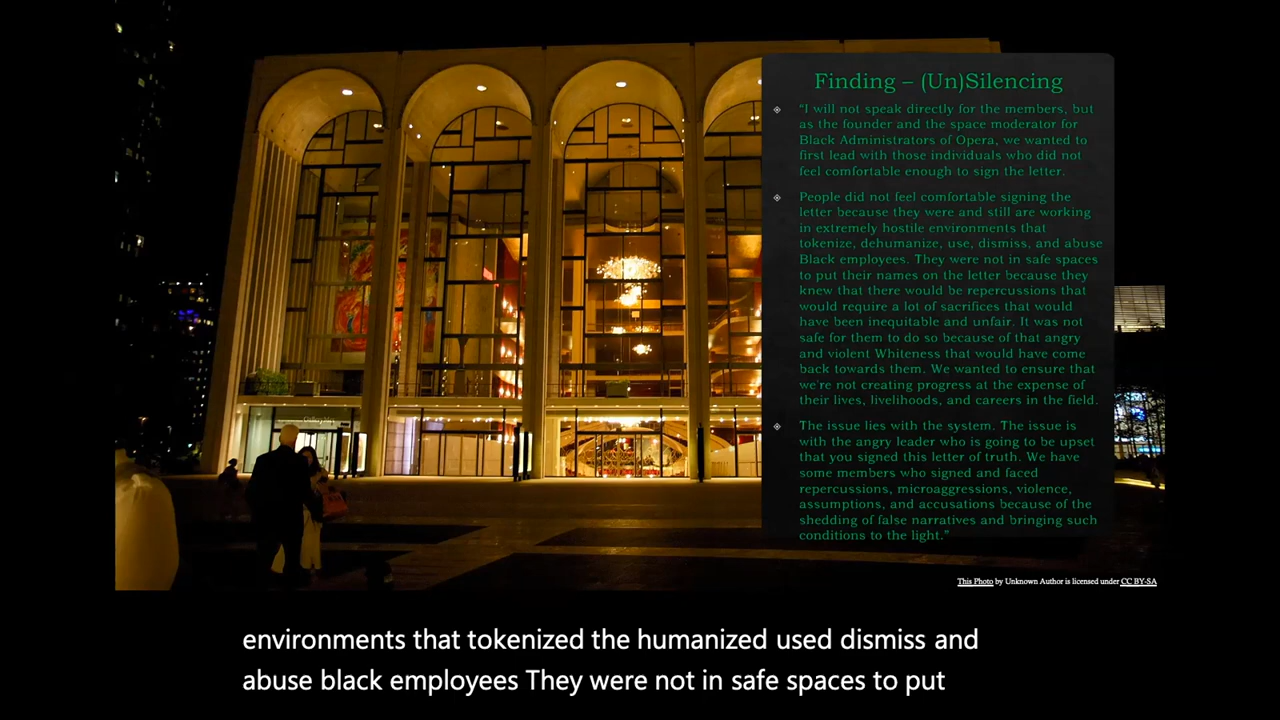 Finding – (Un)Silencing
"I will not speak directly for the members, but
as the founder and the space moderator for
Black Administrators of Opera, we wanted to
first lead with those individuals who did not
feel comfortable enough to sign the letter.
People did not feel comfortable signing the
letter because they were and still are working
in extremely hostile environments that
tokenize, dehumanize, use, dismiss, and abuse
Black employees. They were not in safe spaces
to put their names on the letter because they
knew that there would be repercussions that
would require a lot of sacrifices that would
have been inequitable and unfair. It was not
safe for them to do so because of that angry
and violent Whiteness that would have come
back towards them. We wanted to ensure that
we're not creating progress at the expense of
their lives, livelihoods, and careers in the field.
The issue lies with the system. The issue is
with the angry leader who is going to be upset
that you signed this letter of truth. We have
some members who signed and faced
repercussions, microaggressions, violence,
assumptions, and accusations because of the
shedding of false narratives and bringing such
conditions to the light."
This Photo by Unknown Author is licensed under CC BY-SA
environments that tokenized the humanized used dismiss and
abuse black employees They were not in safe spaces to put